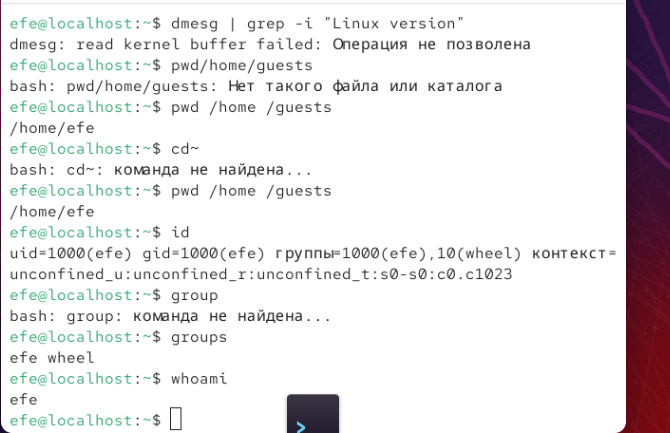 efe@localhost:~$ dmesg | grep -i "Linux version"
dmesg: read kernel buffer failed: Операция не позволена
efe@localhost:~$ pwd/home/guests
bash: pwd/home/guests: Нет такого файла или каталога
efe@localhost:~$ pwd /home /guests
/home/efe
efe@localhost:~$ cd~
bash: cd~: команда не найдена...
efe@localhost:~$ pwd /home /guests
/home/efe
efe@localhost:~$ id
uid=1000(efe) gid=1000(efe) группы=1000(efe),10(wheel) контекст=
unconfined_u:unconfined_r:unconfined_t:s0-s0:c0.c1023
efe@localhost:~$ group
bash: group: команда не найдена...
efe@localhost:~$ groups
efe wheel
efe@localhost:~$ whoami
efe
efe@localhost:~$